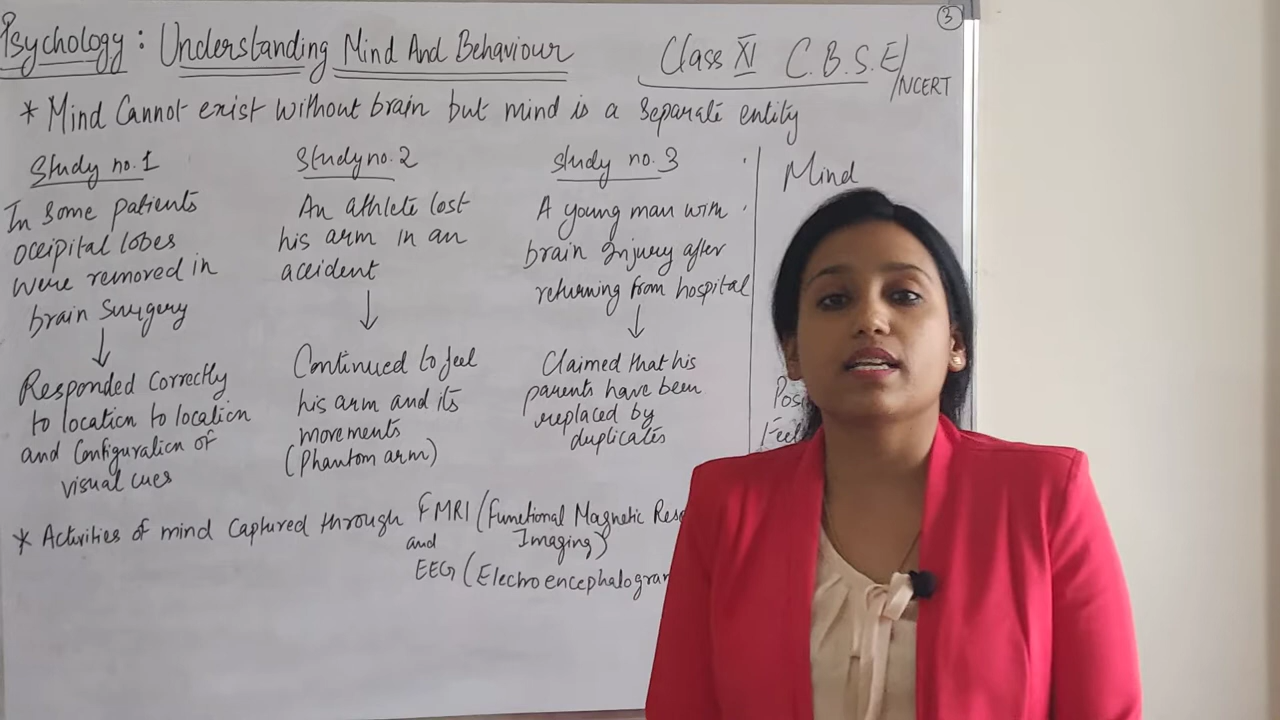 3
Psychology : Understanding Mind And Behaviour
Class XI C.B.S.E/NCERT
* Mind Cannot exist without brain but mind is a separate entity
Study no. 1
In some patients
occipital lobes
were removed in
brain surgery
Responded correctly
to location to location
and Configuration of
visual cues
Study no. 2
An athlete lost
his arm in an
accident
Continued to feel
his arm and its
movements
(Phantom arm)
Study no. 3
A young man with
brain Injury after
returning from hospital
Claimed that his
parents have been
replaced by
duplicates
Mind
* Activities of mind captured through FMRI (Functional Magnetic
Imaging)
and
EEG (